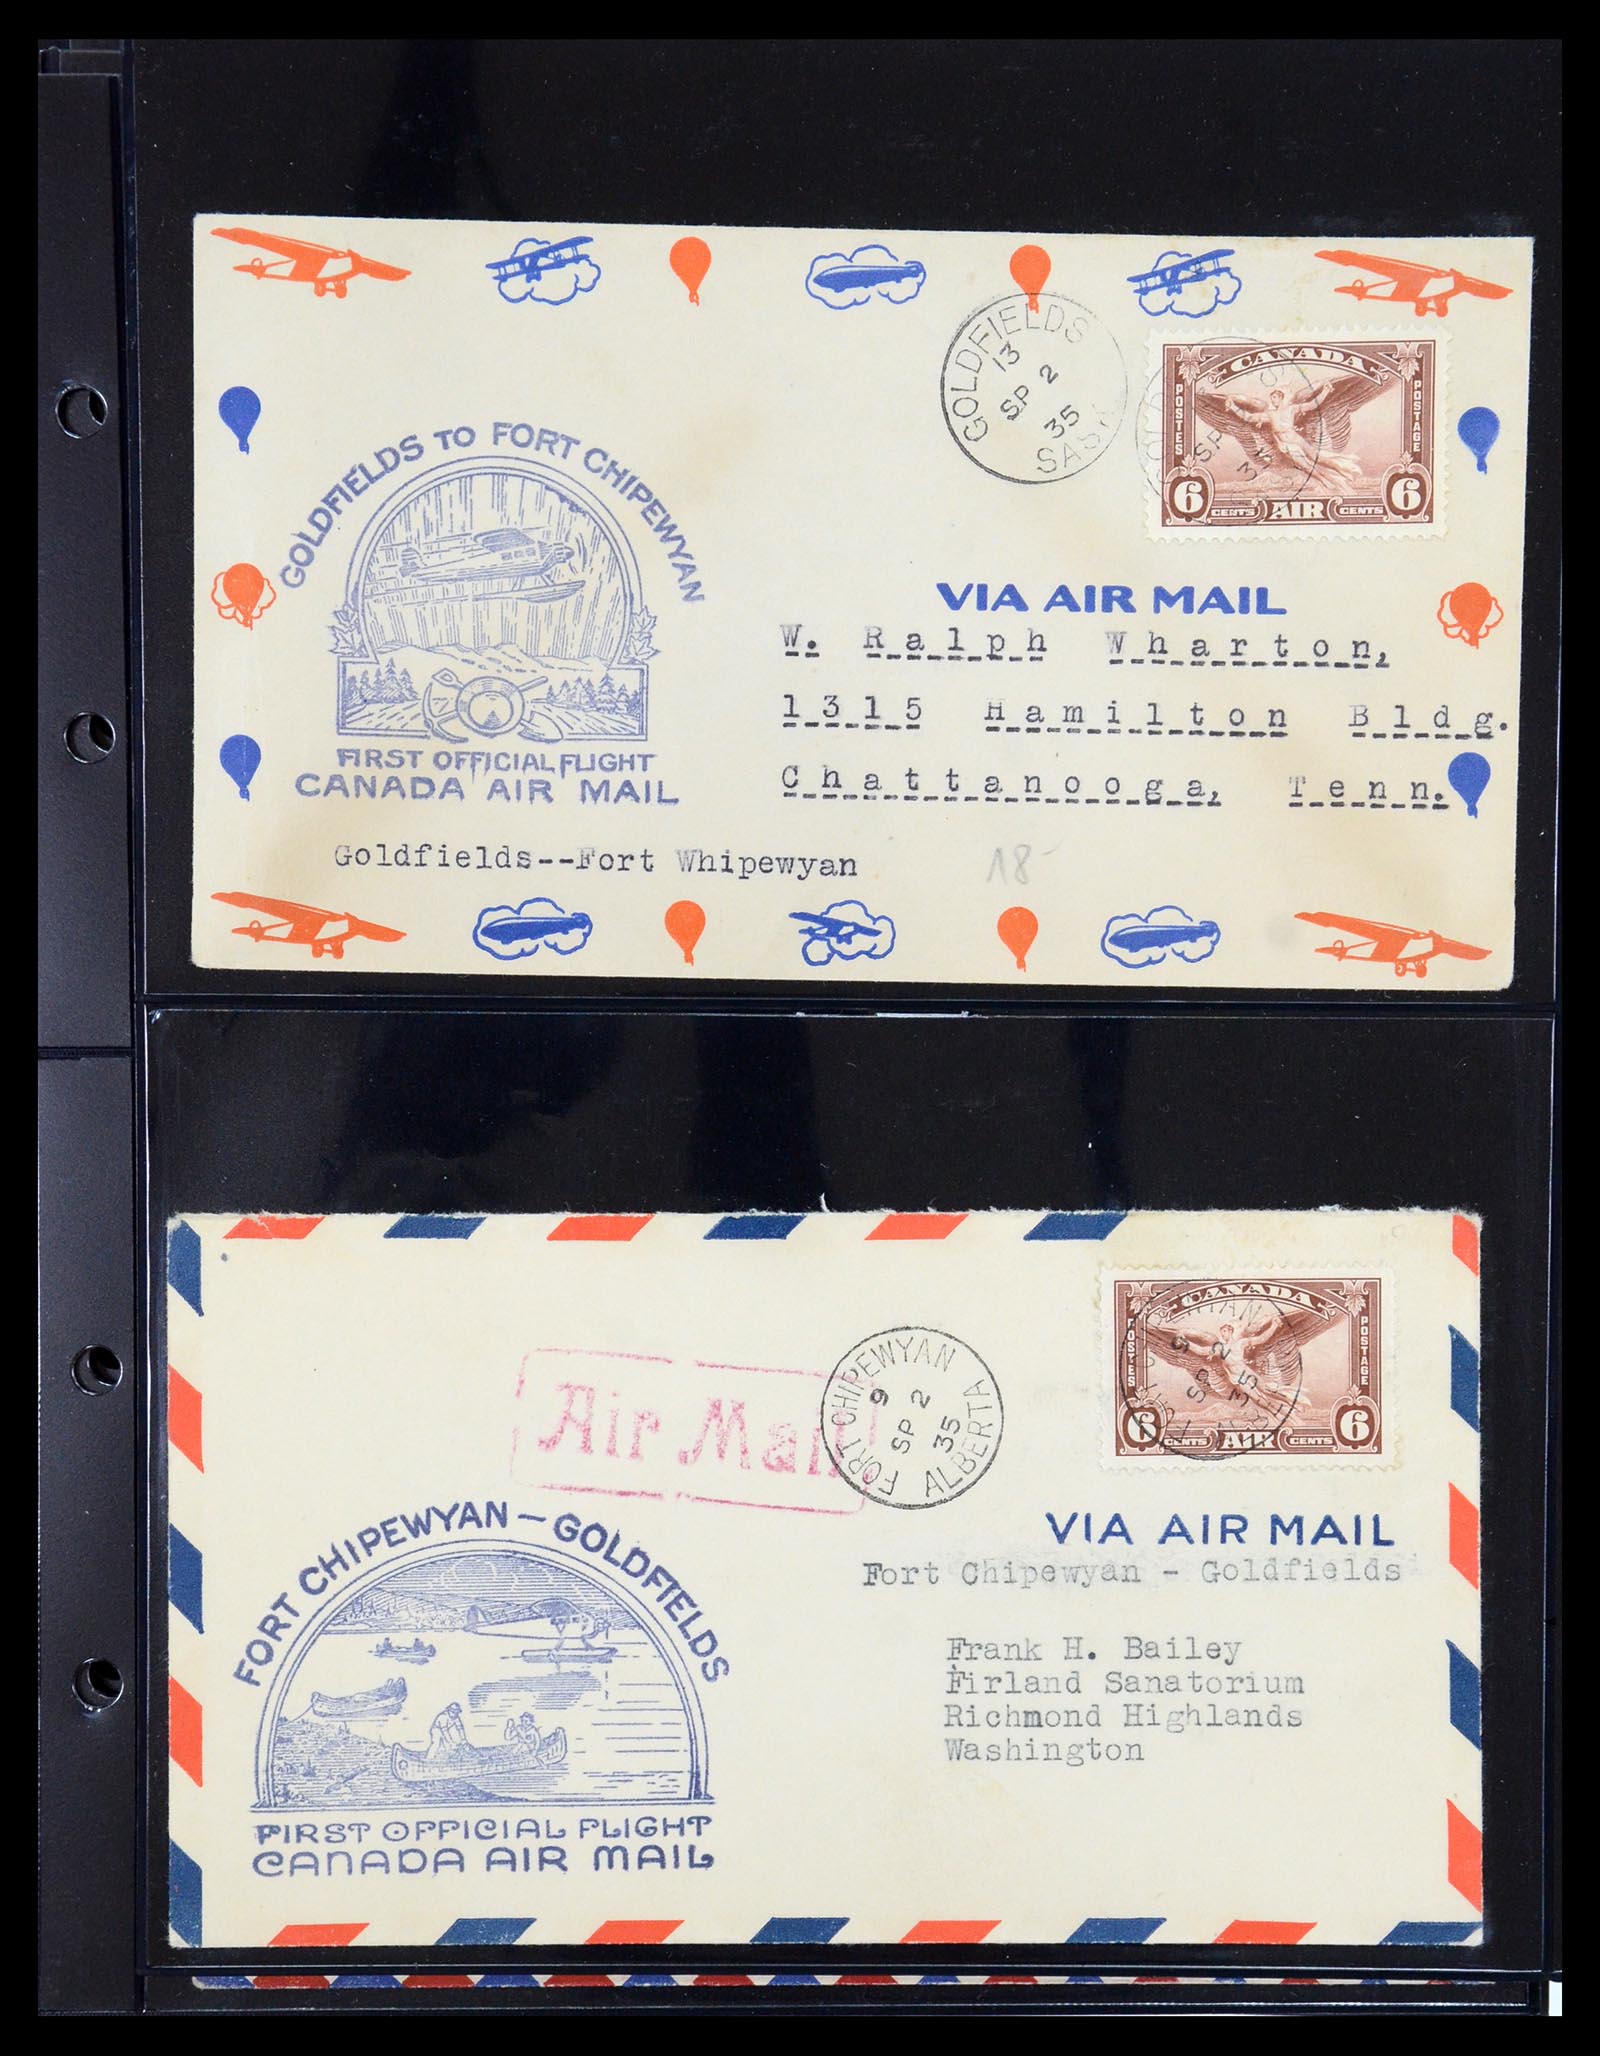 GOLDFIELDS
13
SP 2
35
SASK
CANADA
POSTES
POSTAGE
6 CENTS AIR CENTS 6
GOLDFIELDS TO FORT CHIPEWYAN
FIRST OFFICIAL FLIGHT
CANADA AIR MAIL
VIA AIR MAIL
W. Ralph Wharton,
1315 Hamilton Bldg.
Chattanooga, Tenn.
Goldfields--Fort Whipewyan
18-
CANADA
POSTES
POSTAGE
6 CENTS AIR CENTS 6
FORT CHIPEWYAN
9
SP 2
35
ALBERTA
Air Mail
FORT CHIPEWYAN - GOLDFIELDS
FIRST OFFICIAL FLIGHT
CANADA AIR MAIL
VIA AIR MAIL
Fort Chipewyan - Goldfields
Frank H. Bailey
Firland Sanatorium
Richmond Highlands
Washington